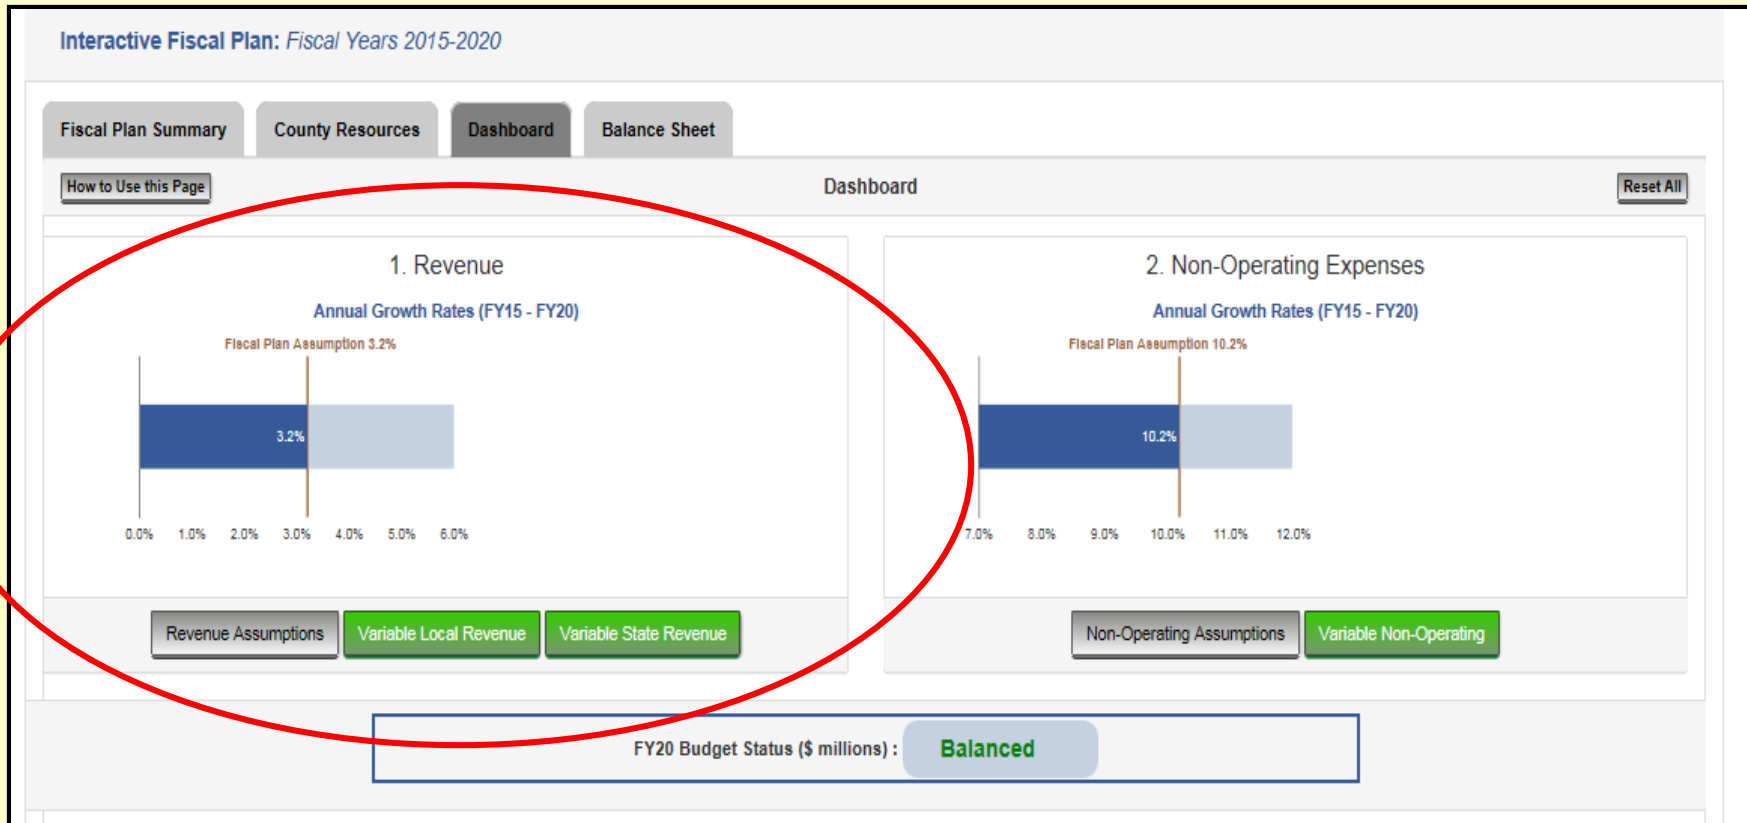 Interactive Fiscal Plan: Fiscal Years 2015-2020
Fiscal Plan Summary County Resources Dashboard Balance Sheet
How to Use this Page Dashboard Reset All
1. Revenue
Annual Growth Rates (FY15 - FY20)
Fiscal Plan Assumption 3.2%
3.2%
0.0% 1.0% 2.0% 3.0% 4.0% 5.0% 6.0%
Revenue Assumptions Variable Local Revenue Variable State Revenue
2. Non-Operating Expenses
Annual Growth Rates (FY15 - FY20)
Fiscal Plan Assumption 10.2%
10.2%
7.0% 8.0% 9.0% 10.0% 11.0% 12.0%
Non-Operating Assumptions Variable Non-Operating
FY20 Budget Status ($ millions) : Balanced